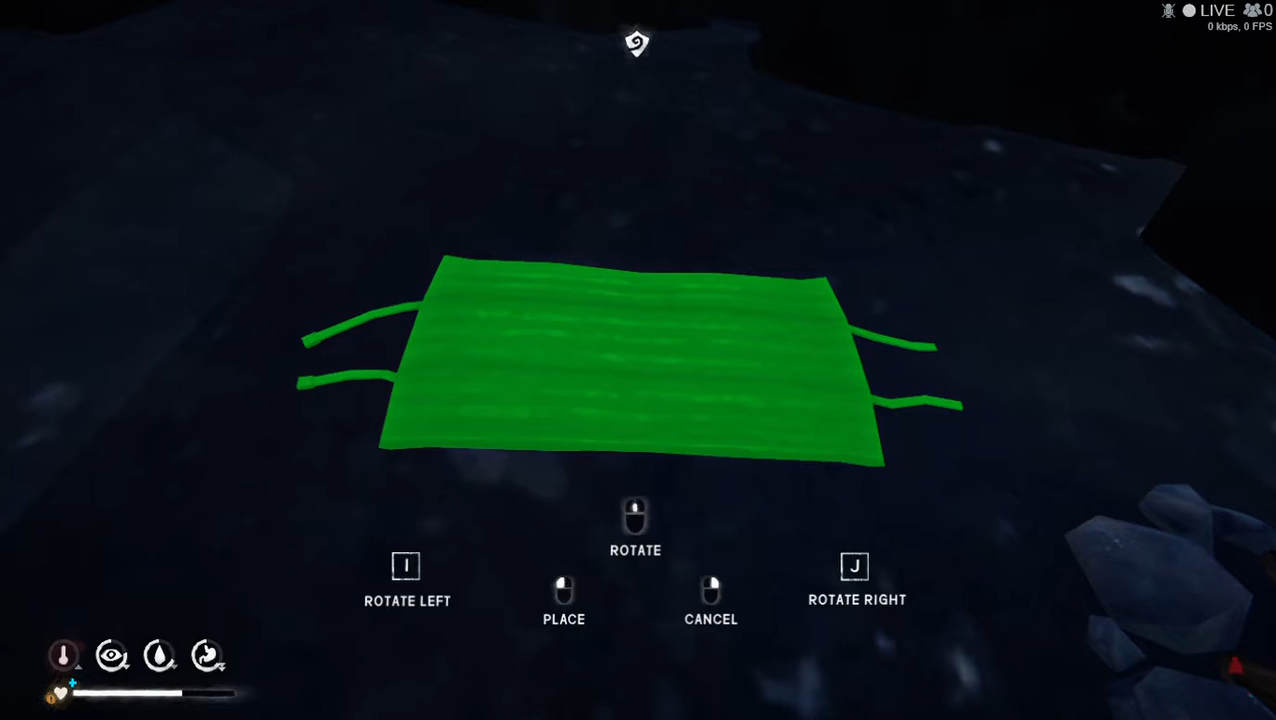 LIVE 0
0 kbps, 0 FPS
ROTATE
I
J
ROTATE LEFT
ROTATE RIGHT
PLACE
CANCEL